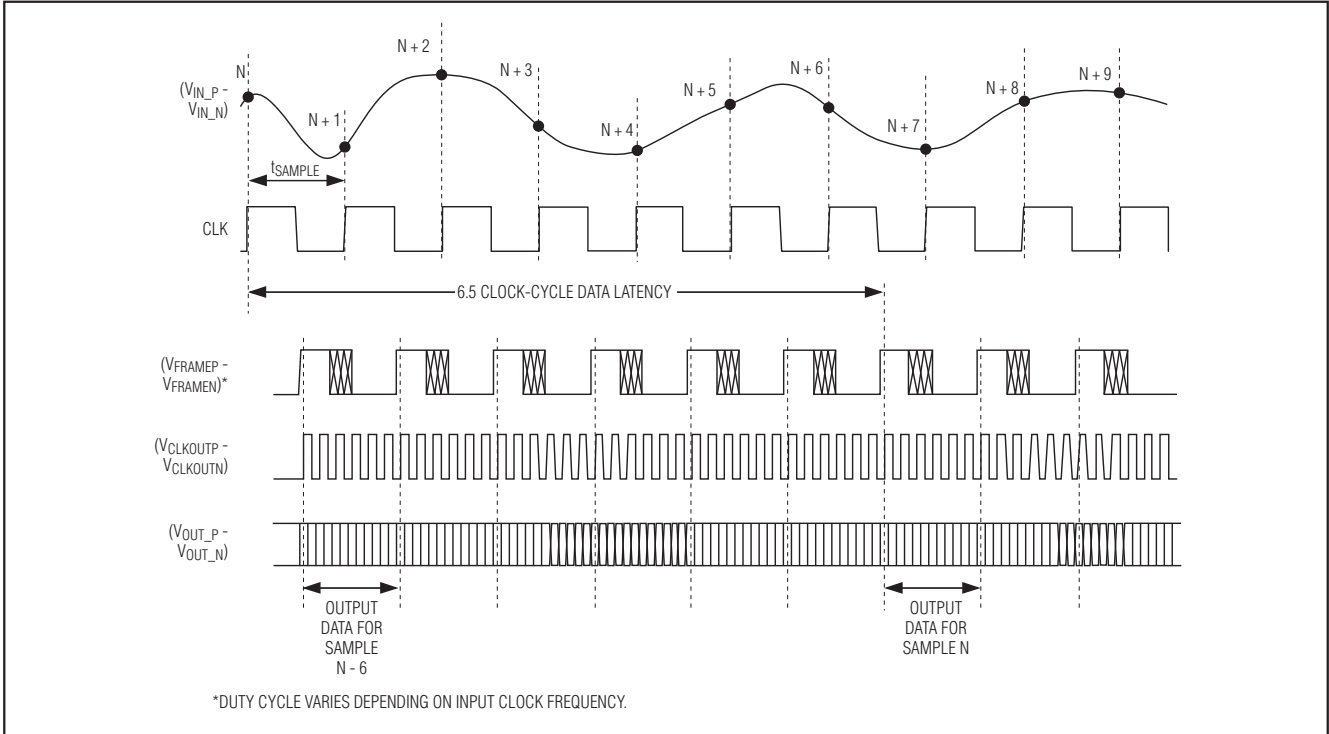 N
N + 1
N + 2
N + 3
N + 4
N + 5
N + 6
N + 7
N + 8
N + 9
(VIN_P -
VIN_N)
tSAMPLE
CLK
6.5 CLOCK-CYCLE DATA LATENCY
(VFRAMEP -
VFRAMEN)*
(VCLKOUTP -
VCLKOUTN)
(VOUT_P -
VOUT_N)
OUTPUT
DATA FOR
SAMPLE
N - 6
OUTPUT
DATA FOR
SAMPLE N
*DUTY CYCLE VARIES DEPENDING ON INPUT CLOCK FREQUENCY.